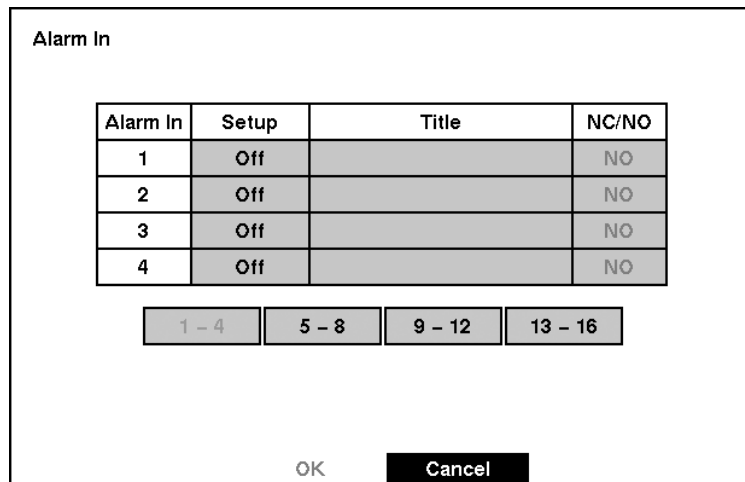 Alarm In
Alarm In Setup Title NC/NO
1 Off NO
2 Off NO
3 Off NO
4 Off NO
1 – 4 5 – 8 9 – 12 13 – 16
OK Cancel